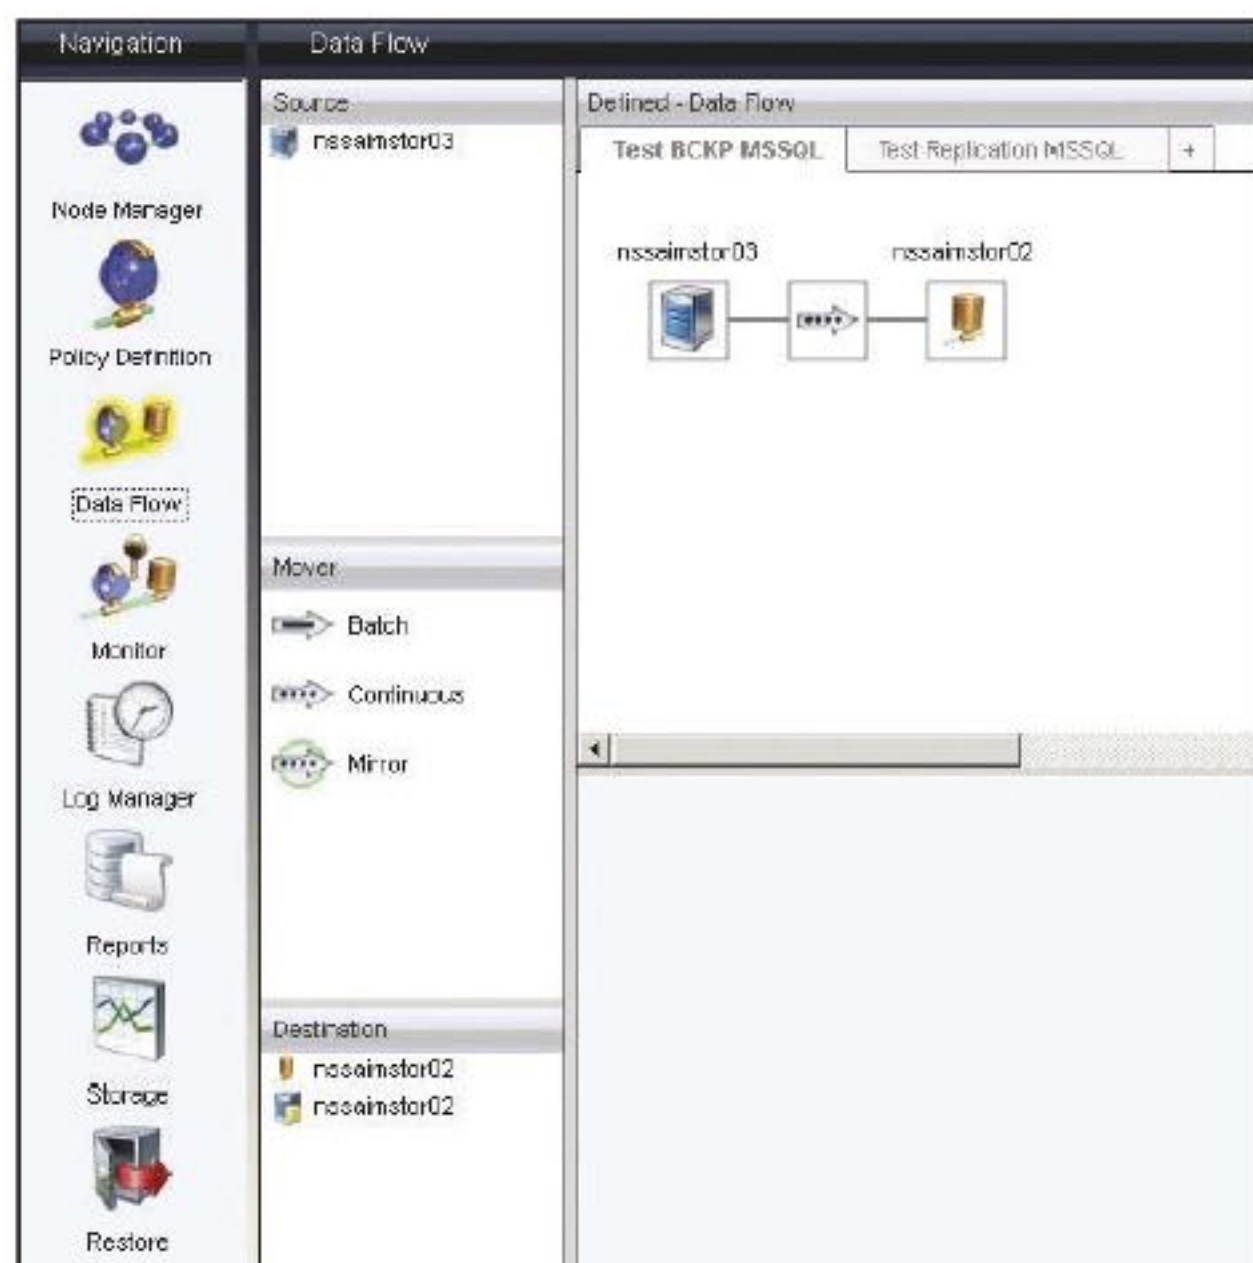 Navigation
Data Flow
Node Manager
Policy Definition
Data Flow
Monitor
Log Manager
Reports
Storage
Restore
Source
nssaimstor03
Mover
Batch
Continuous
Mirror
Destination
nssaimstor02
nssaimstor02
Defined - Data Flow
Test BCKP MSSQL
Test Replication MSSQL
+
nssaimstor03
nssaimstor02